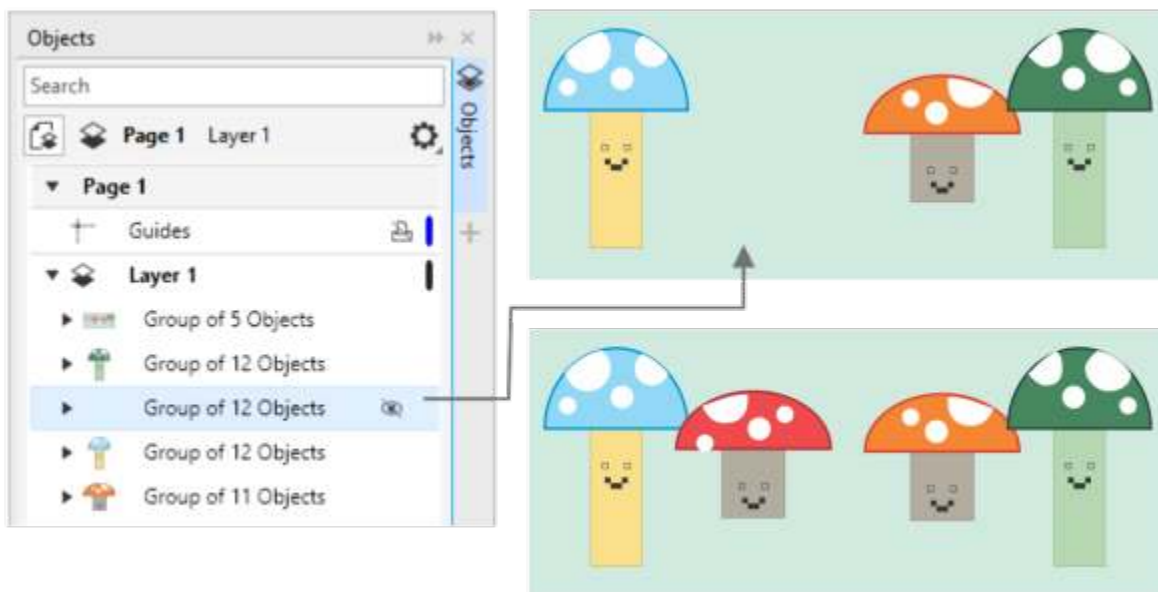 Objects
Search
Page 1 Layer 1
Page 1
Guides
Layer 1
Group of 5 Objects
Group of 12 Objects
Group of 12 Objects
Group of 12 Objects
Group of 11 Objects
Objects